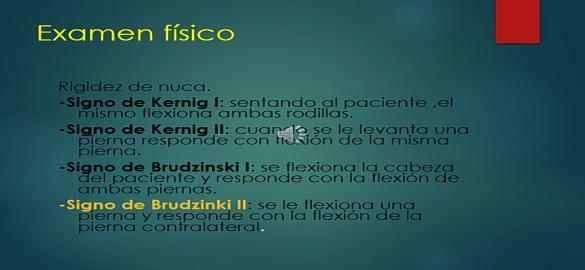 Examen físico
Rigidez de nuca.
-Signo de Kernig I: sentando al paciente ,el
mismo flexiona ambas rodillas.
-Signo de Kernig II: cuando se le levanta una
pierna responde con flexión de la misma
pierna.
-Signo de Brudzinski I: se flexiona la cabeza
del paciente y responde con la flexión de
ambas piernas.
-Signo de Brudzinki II: se le flexiona una
pierna y responde con la flexión de la
pierna contralateral.